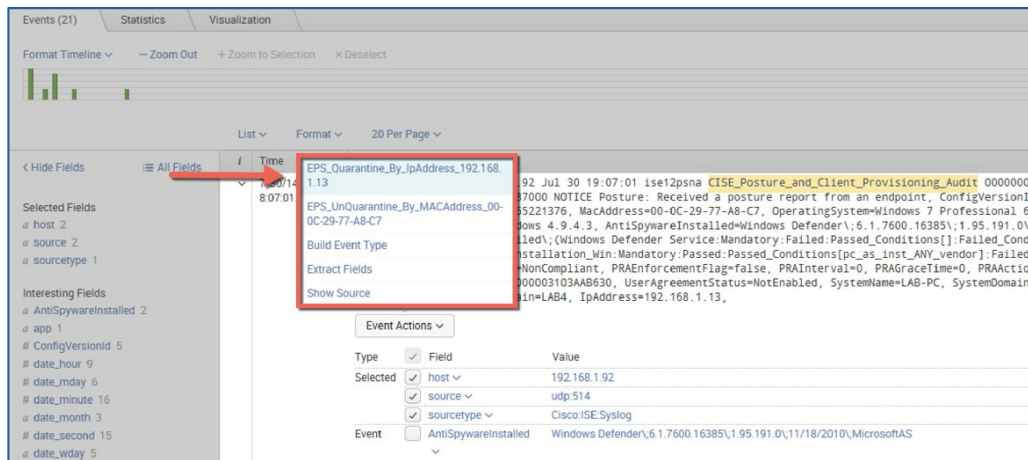 Events (21) Statistics Visualization
Format Timeline — Zoom Out + Zoom to Selection × Deselect
List Format 20 Per Page
< Hide Fields All Fields
i Time
8:07:01
EPS_Quarantine_By_IpAddress_192.168.
1.13
EPS_UnQuarantine_By_MACAddress_00-
0C-29-77-A8-C7
Build Event Type
Extract Fields
Show Source
.92 Jul 30 19:07:01 ise12psna CISE_Posture_and_Client_Provisioning_Audit 0000000
87000 NOTICE Posture: Received a posture report from an endpoint, ConfigVersionI
55221376, MacAddress=00-0C-29-77-A8-C7, OperatingSystem=Windows 7 Professional 6
dows 4.9.4.3, AntiSpywareInstalled=Windows Defender\;6.1.7600.16385\;1.95.191.0\
iled\;(Windows Defender Service:Mandatory:Failed:Passed_Conditions[]:Failed_Cond
nstallation_Win:Mandatory:Passed:Passed_Conditions[pc_as_inst_ANY_vendor]:Failed
=NonCompliant, PRAEnforcementFlag=false, PRAInterval=0, PRAGraceTime=0, PRAActio
000003103AAB630, UserAgreementStatus=NotEnabled, SystemName=LAB-PC, SystemDomain
ain=LAB4, IpAddress=192.168.1.13,
Selected Fields
a host 2
a source 2
a sourcetype 1
Interesting Fields
a AntiSpywareInstalled 2
a app 1
# ConfigVersionId 5
# date_hour 9
# date_mday 6
# date_minute 16
a date_month 3
# date_second 15
a date_wday 5
Event Actions
Type Field Value
Selected host 192.168.1.92
source udp:514
sourcetype Cisco:ISE:Syslog
Event AntiSpywareInstalled Windows Defender\;6.1.7600.16385\;1.95.191.0\;11/18/2010\;MicrosoftAS